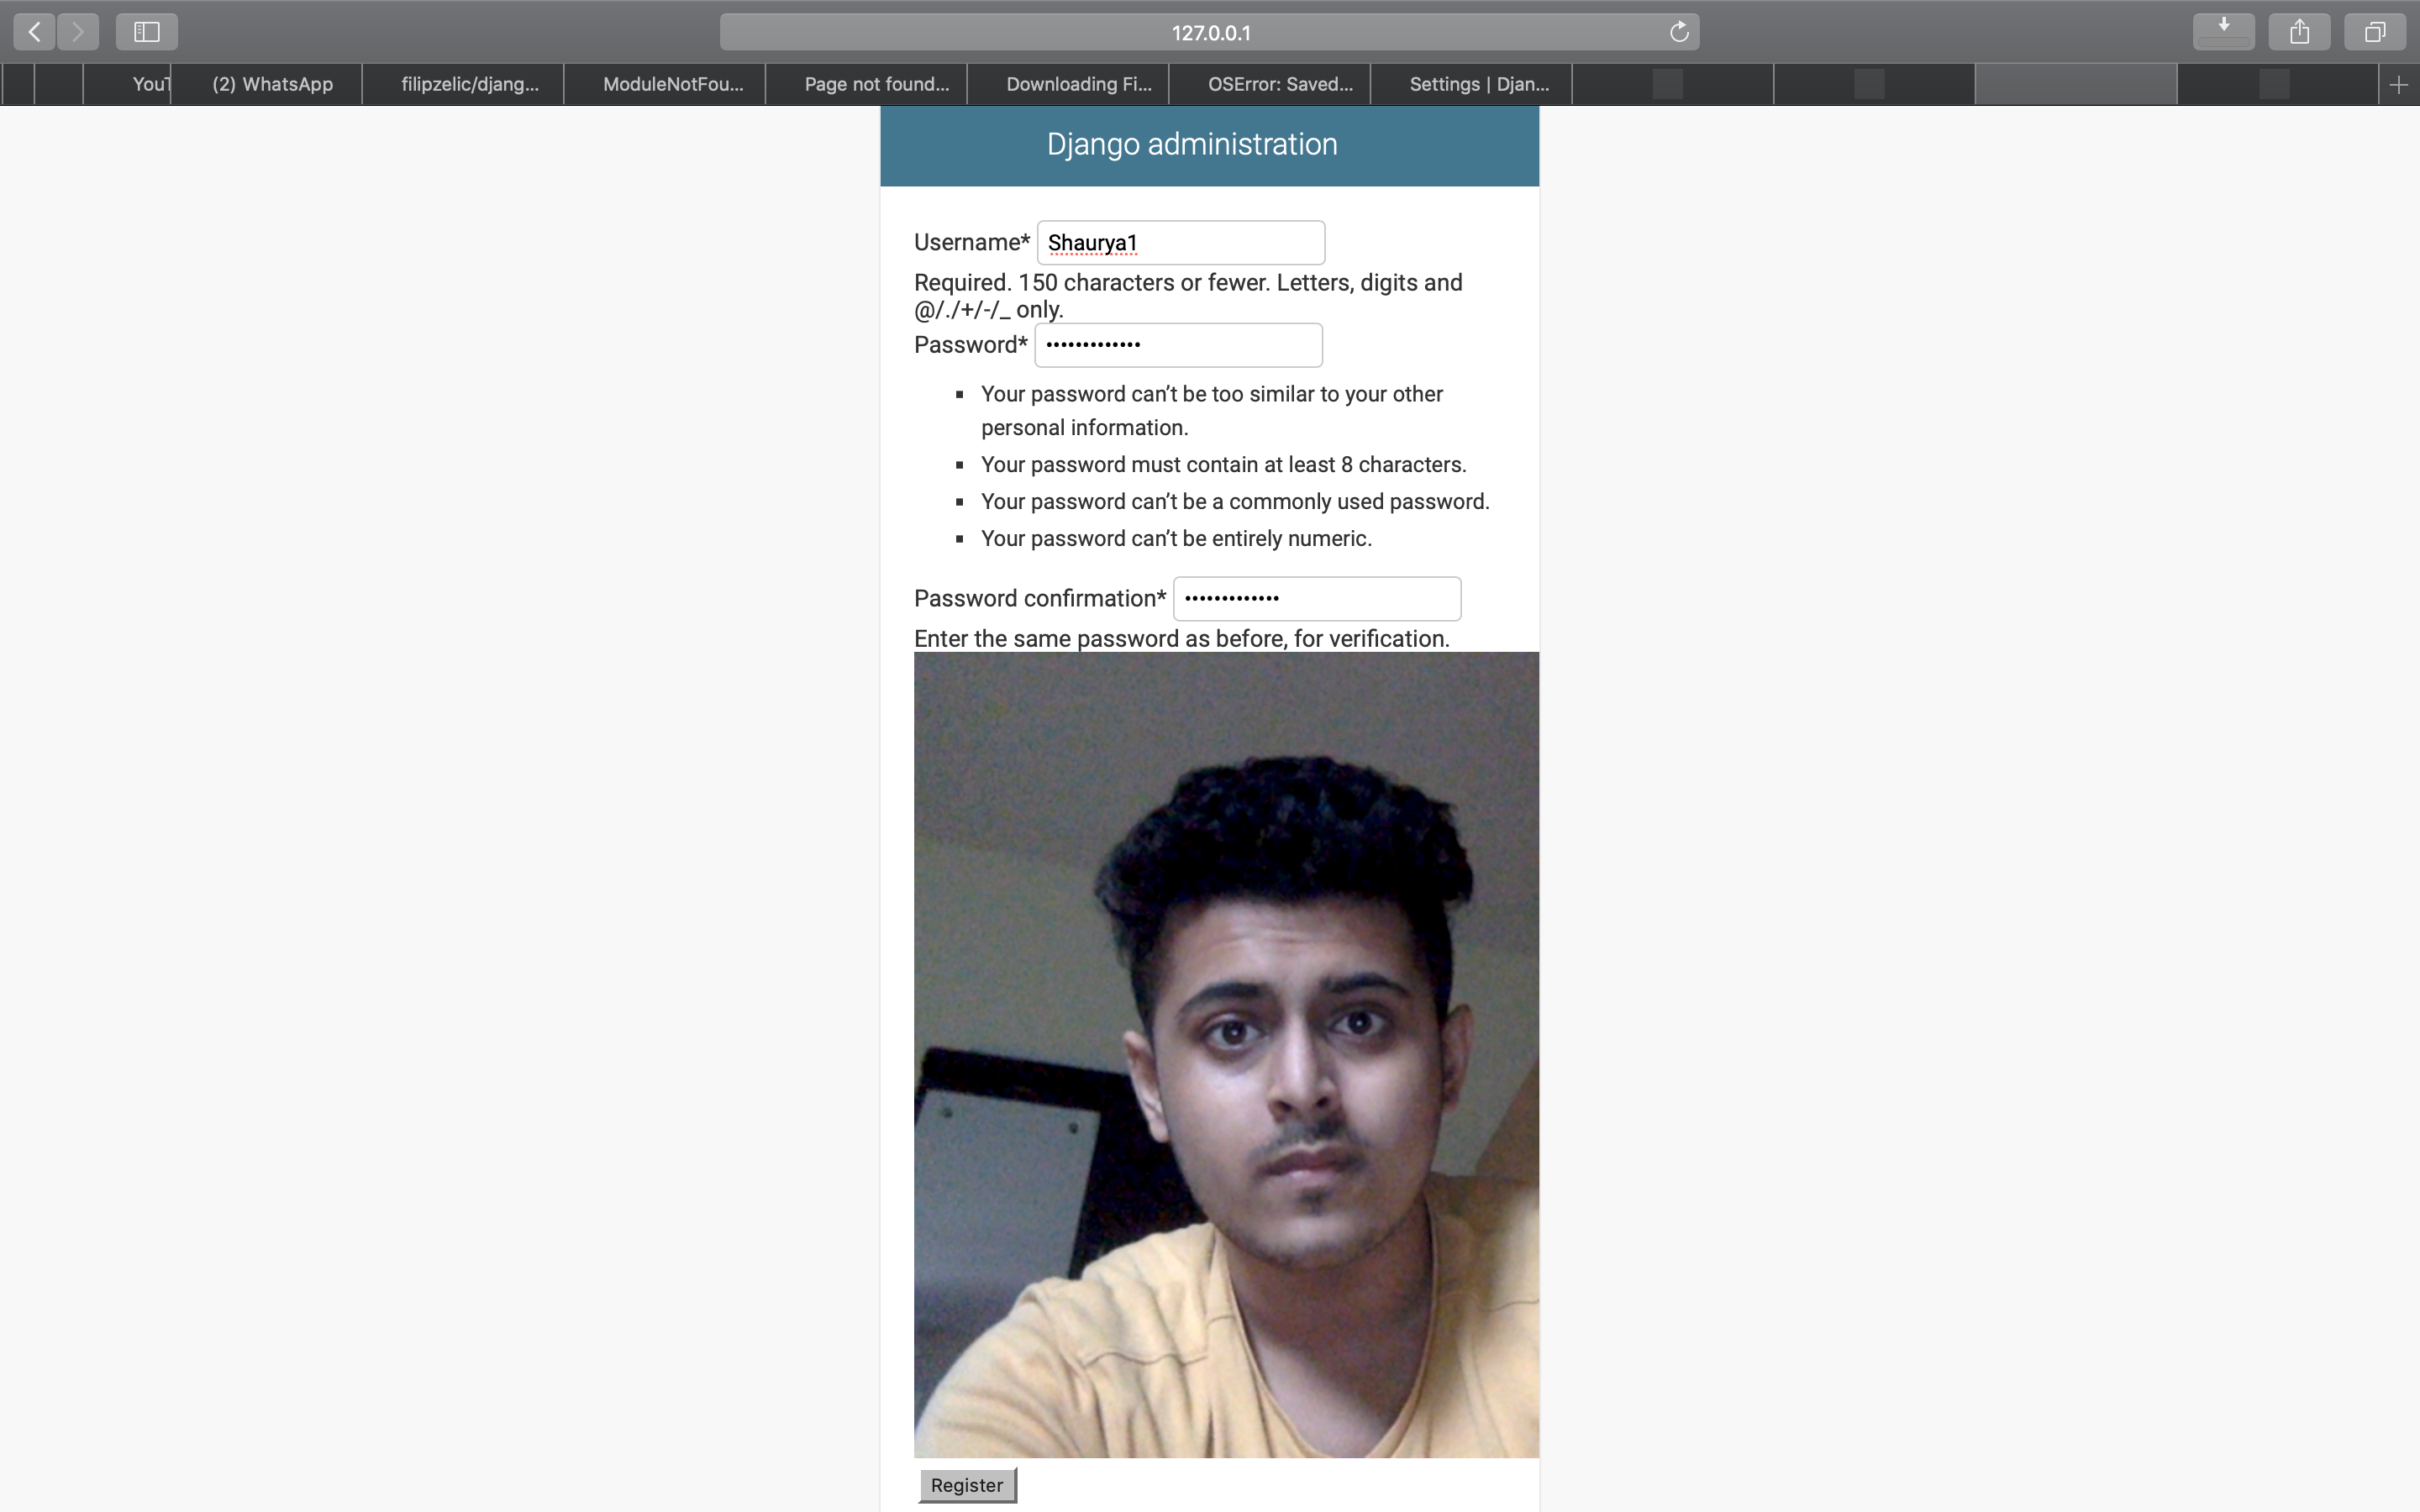 127.0.0.1
(2) WhatsApp
filipzelic/djang...
ModuleNotFou...
Page not found...
Downloading Fi...
OSError: Saved...
Settings | Djan...
Django administration
Username* Shaurya1
Required. 150 characters or fewer. Letters, digits and
@/./+/-/_ only.
Password* •••••••••••••
▪ Your password can’t be too similar to your other
personal information.
▪ Your password must contain at least 8 characters.
▪ Your password can’t be a commonly used password.
▪ Your password can’t be entirely numeric.
Password confirmation* •••••••••••••
Enter the same password as before, for verification.
Register